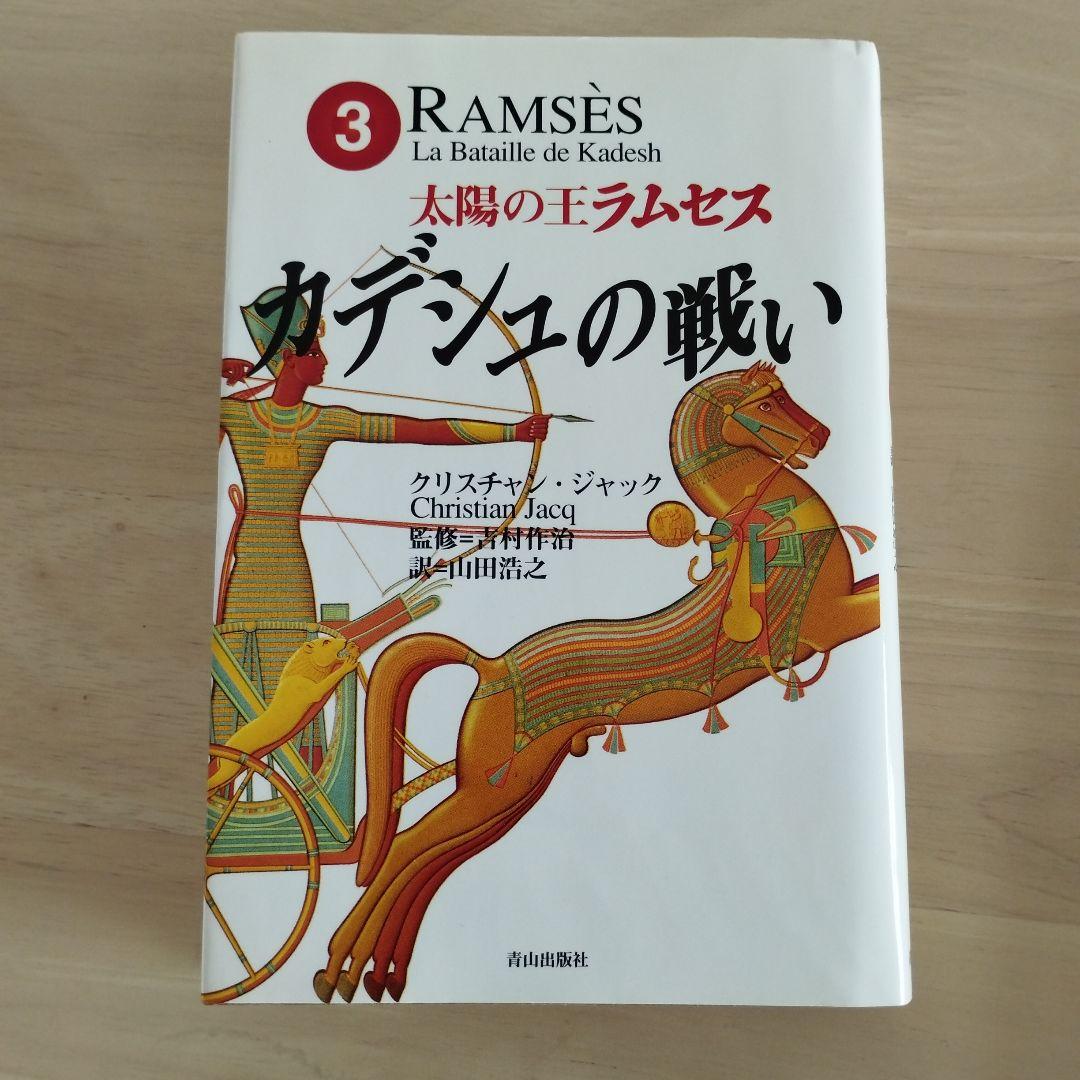 3
RAMSÈS
La Bataille de Kadesh
太陽の王ラムセス
カデシュの戦い
クリスチャン・ジャック
Christian Jacq
監修=吉村作治
訳=山田浩之
青山出版社